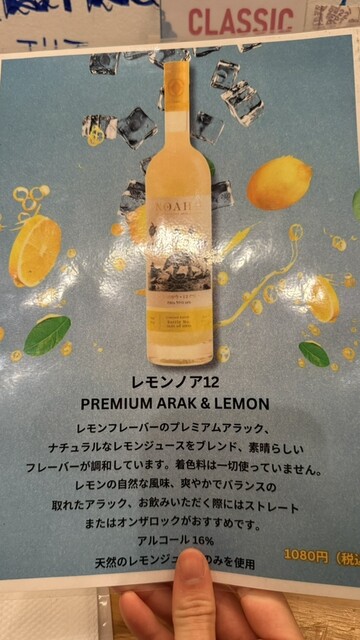 CLASSIC
NOAH
レモンノア12
PREMIUM ARAK & LEMON
レモンフレーバーのプレミアムアラック、
ナチュラルなレモンジュースをブレンド、素晴らしい
フレーバーが調和しています。着色料は一切使っていません。
レモンの自然な風味、爽やかでバランスの
取れたアラック、お飲みいただく際にはストレート
またはオンザロックがおすすめです。
アルコール16%
天然のレモンジュ のみを使用
1080円（税込